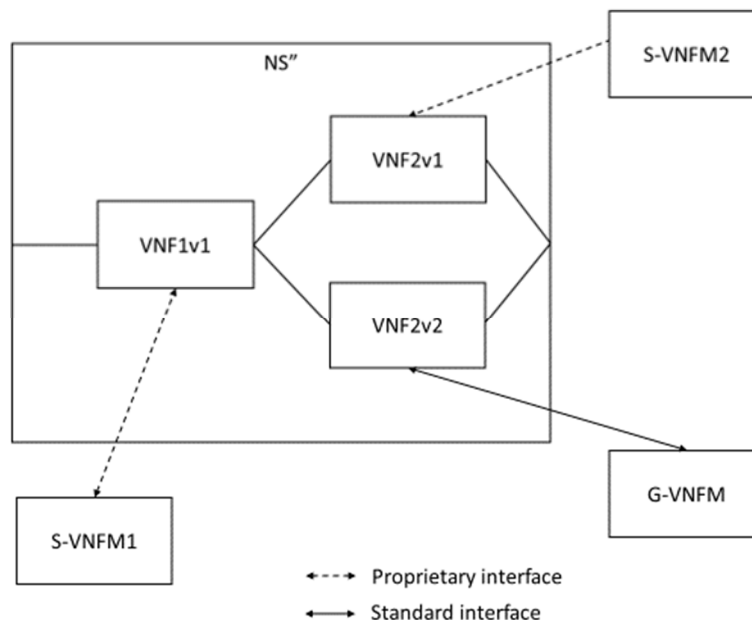 NS”
S-VNFM2
VNF2v1
VNF1v1
VNF2v2
G-VNFM
S-VNFM1
Proprietary interface
Standard interface